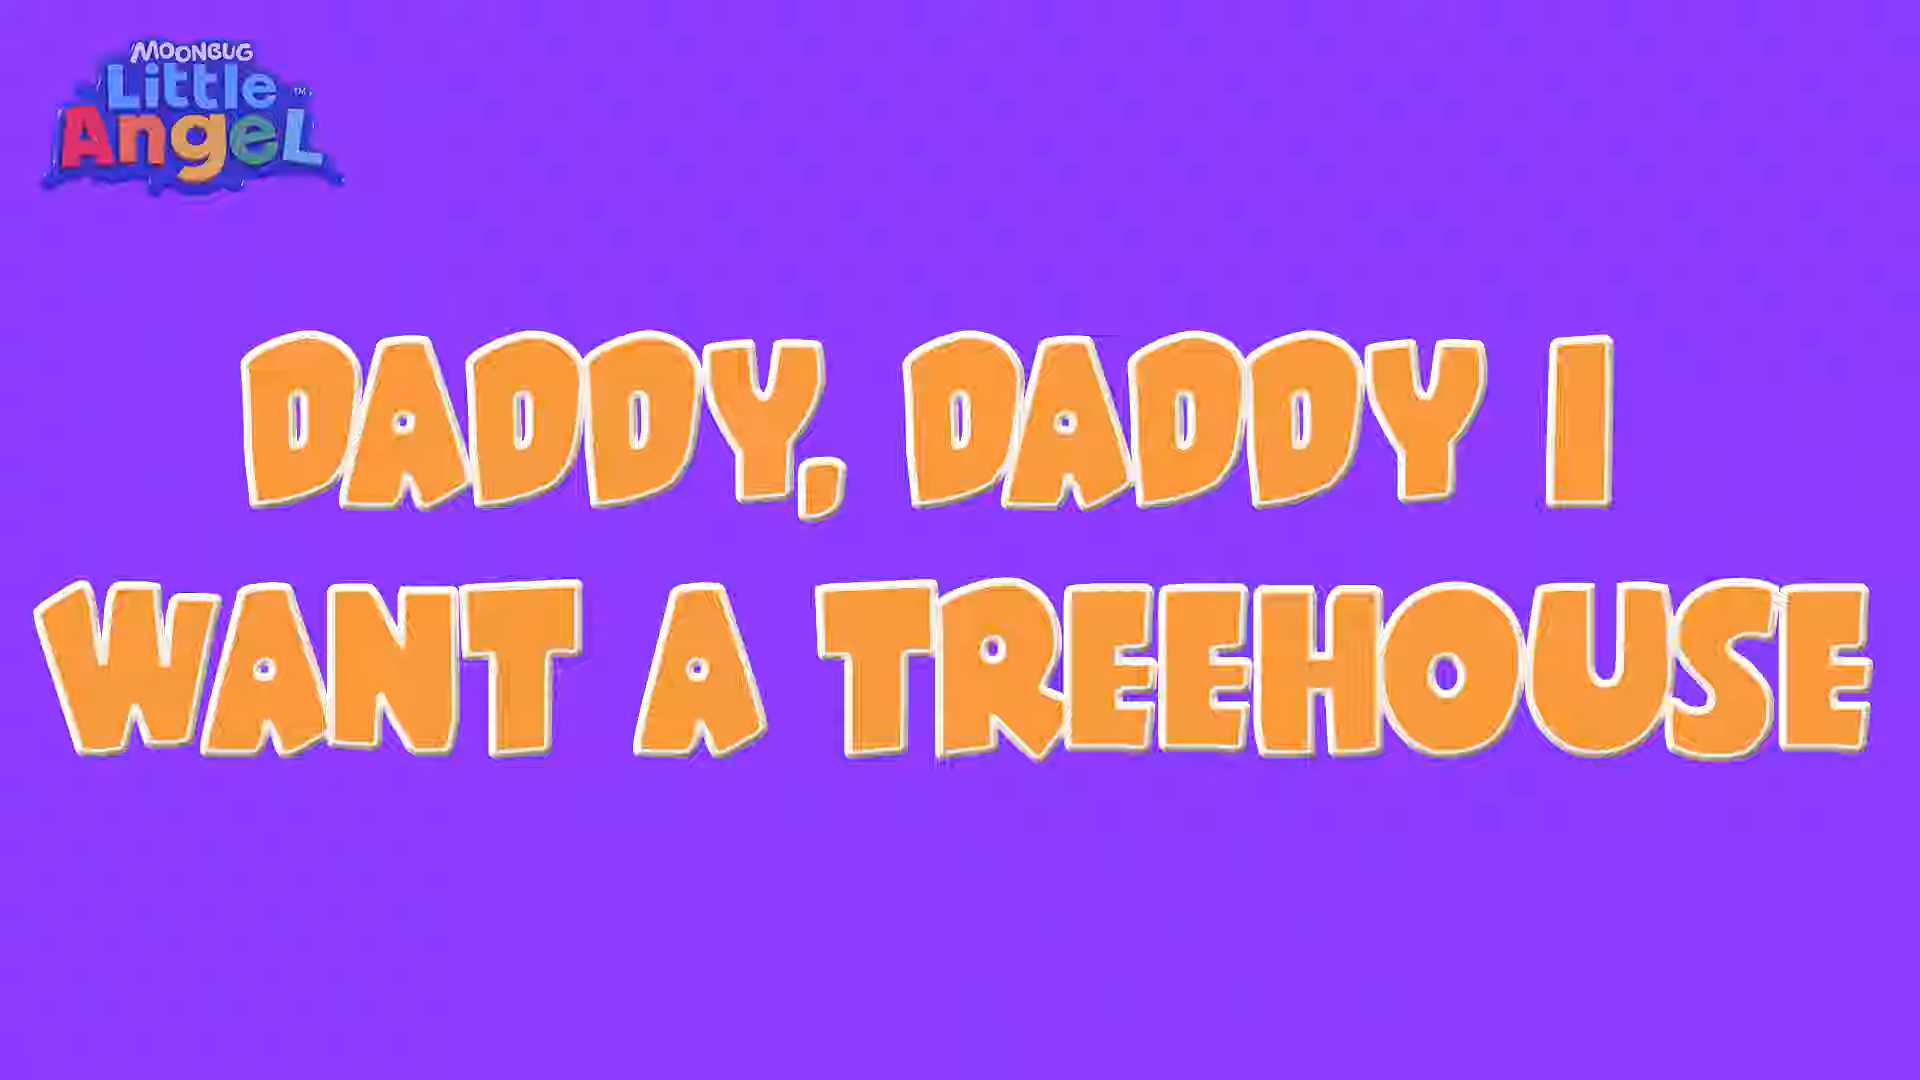 MOONBUG
Little
AngeL
DADDY, DADDY I
WANT A TREEHOUSE